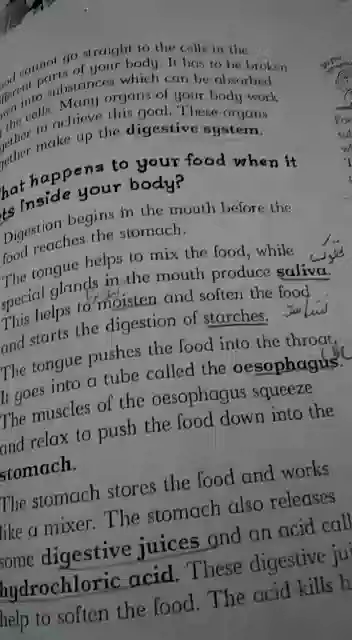 cannot go straight to the cells in the
parts of your body. It has to be broken
into substances which can be absorbed
the cells. Many organs of your body work
to achieve this goal. These organs
make up the digestive system.
hat happens to your food when it
ts inside your body?
Digestion begins in the mouth before the
food reaches the stomach.
The tongue helps to mix the food, while
special glands in the mouth produce saliva.
This helps to moisten and soften the food
and starts the digestion of starches.
The tongue pushes the food into the throat.
It goes into a tube called the oesophagus.
The muscles of the oesophagus squeeze
and relax to push the food down into the
stomach.
The stomach stores the food and works
like a mixer. The stomach also releases
some digestive juices and an acid call
hydrochloric acid. These digestive jui
help to soften the food. The acid kills h